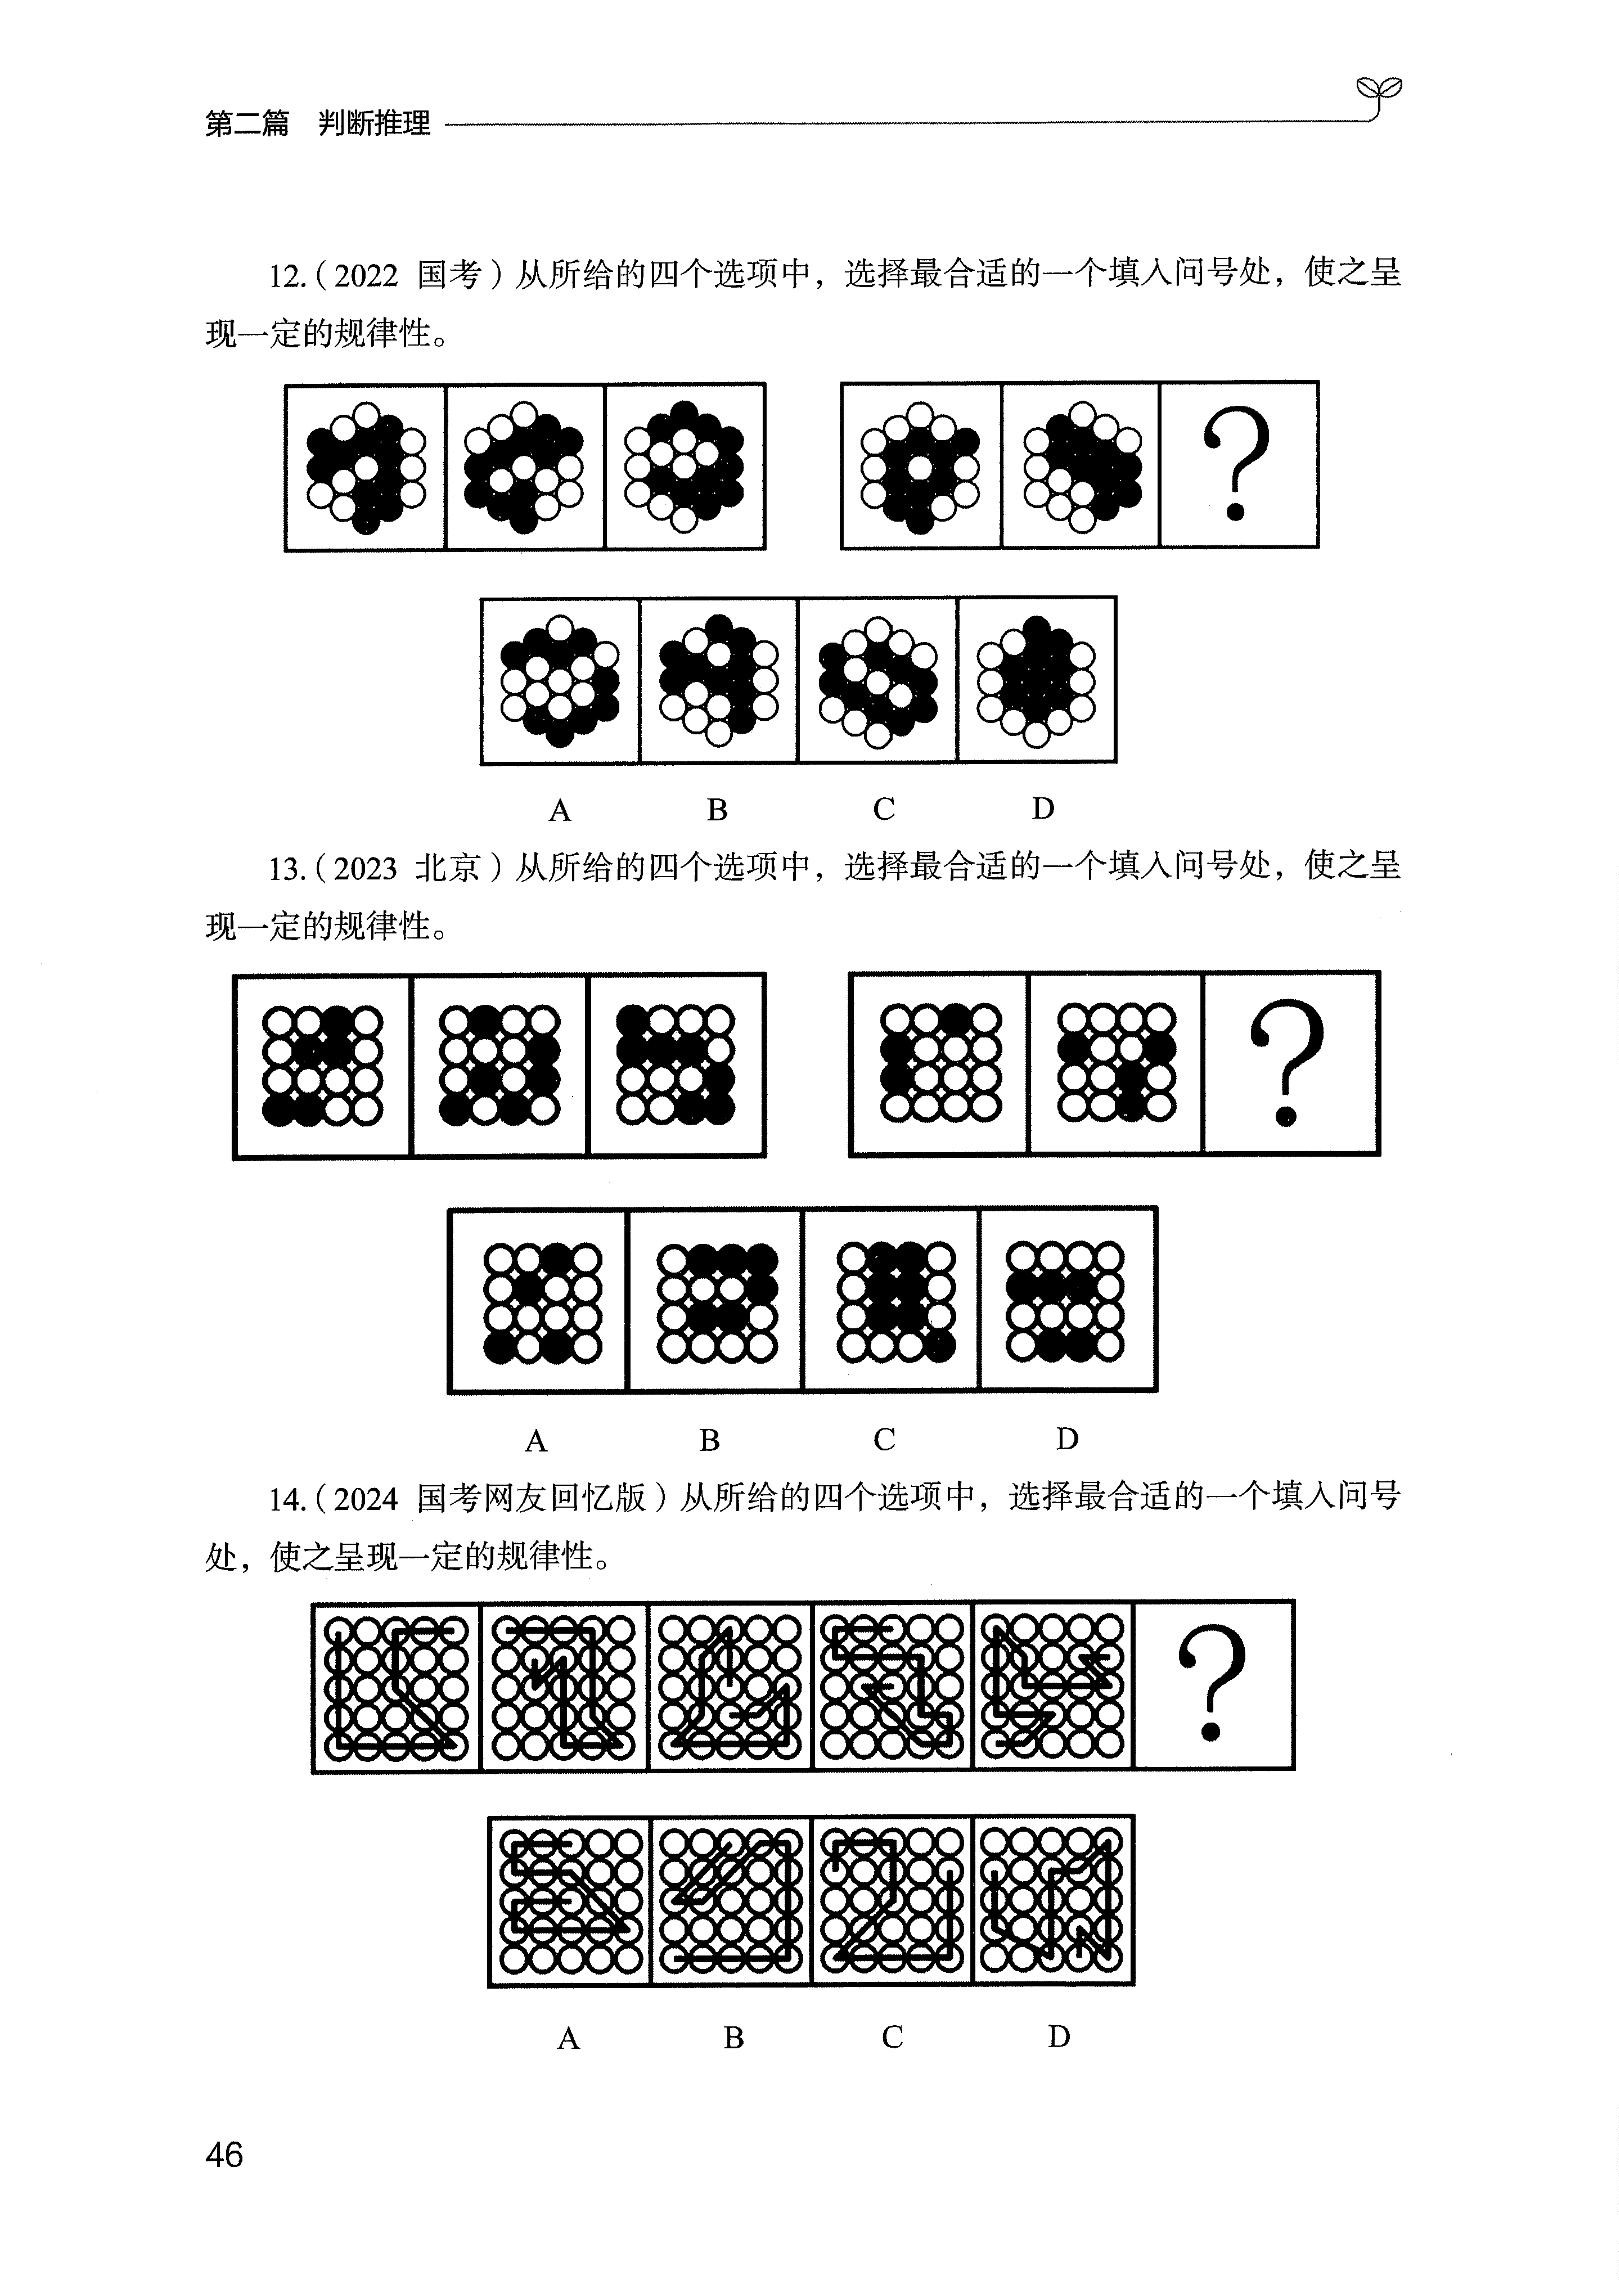 第二篇 判断推理
12.（2022 国考）从所给的四个选项中，选择最合适的一个填入问号处，使之呈
现一定的规律性。
?
A B C D
13.（2023 北京）从所给的四个选项中，选择最合适的一个填入问号处，使之呈
现一定的规律性。
?
A B C D
14.（2024 国考网友回忆版）从所给的四个选项中，选择最合适的一个填入问号
处，使之呈现一定的规律性。
?
A B C D
46